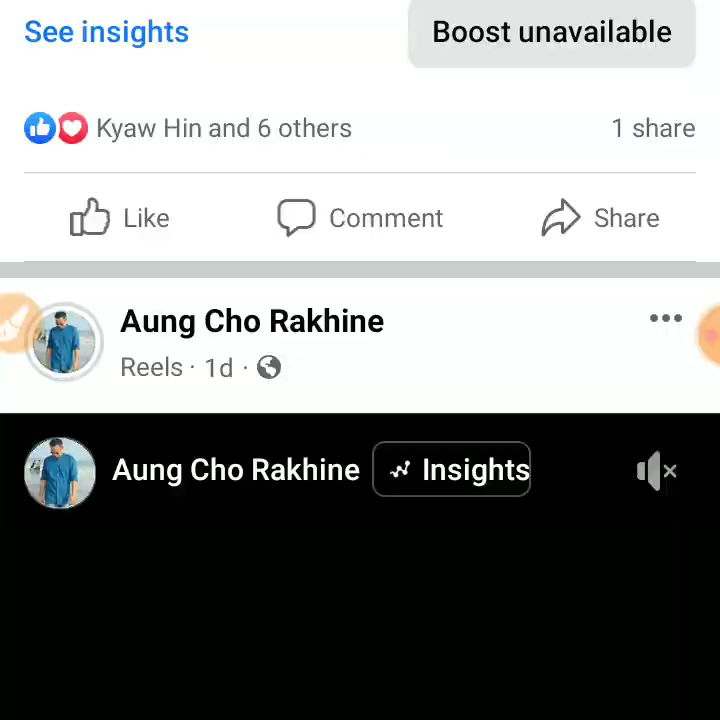 See insights
Boost unavailable
Kyaw Hin and 6 others
1 share
Like
Comment
Share
Aung Cho Rakhine
Reels · 1d ·
Aung Cho Rakhine
Insights